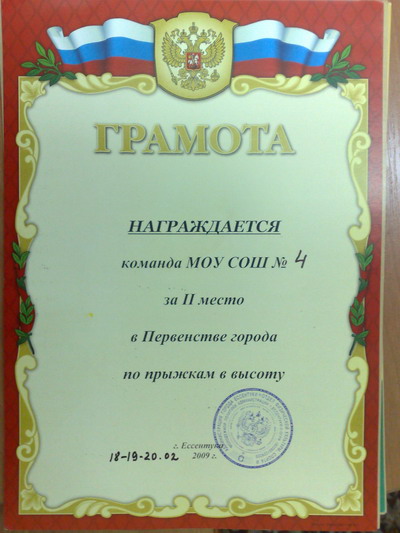 ГРАМОТА
НАГРАЖДАЕТСЯ
команда МОУ СОШ № 4
за II место
в Первенстве города
по прыжкам в высоту
г. Ессентуки
18-19-20.02 2009 г.